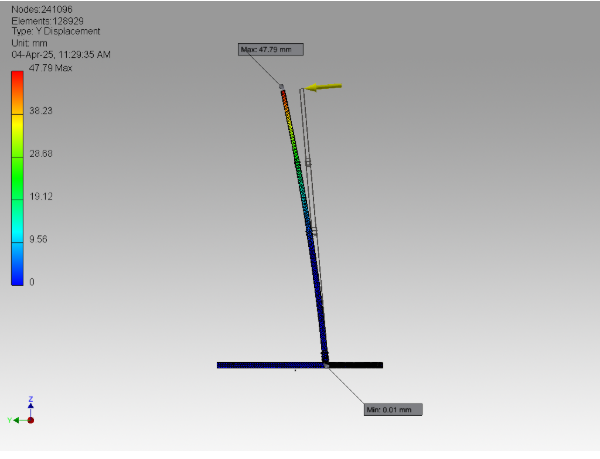 Nodes:241096
Elements:128929
Type: Y Displacement
Unit: mm
04-Apr-25, 11:29:35 AM
47.79 Max
38.23
28.68
19.12
9.56
0
Max: 47.79 mm
Min: 0.01 mm
Z
Y